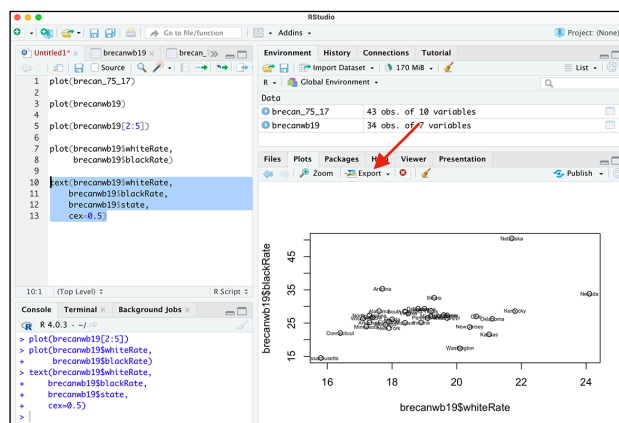 RStudio
Go to file/function
Addins
Project: (None)
Untitled1*
brecanwb19
brecan_
Source
1 plot(brecan_75_17)
2
3 plot(brecanwb19)
4
5 plot(brecanwb19[2:5])
6
7 plot(brecanwb19$whiteRate,
8 brecanwb19$blackRate)
9
10 text(brecanwb19$whiteRate,
11 brecanwb19$blackRate,
12 brecanwb19$state,
13 cex=0.5)
10:1 (Top Level) R Script
Console Terminal Background Jobs
R 4.0.3 · ~/
> plot(brecanwb19[2:5])
> plot(brecanwb19$whiteRate,
+ brecanwb19$blackRate)
> text(brecanwb19$whiteRate,
+ brecanwb19$blackRate,
+ brecanwb19$state,
+ cex=0.5)
>
Environment History Connections Tutorial
Import Dataset 170 MiB List
R Global Environment
Data
brecan_75_17 43 obs. of 10 variables
brecanwb19 34 obs. of 7 variables
Files Plots Packages Viewer Presentation
Zoom Export Publish
brecanwb19$blackRate
45
35
25
15
Nebraska
Arizona
Nevada
Illinois
Kentucky
Oklahoma
New Jersey
Kansas
Connecticut
Washington
16 18 20 22 24
brecanwb19$whiteRate